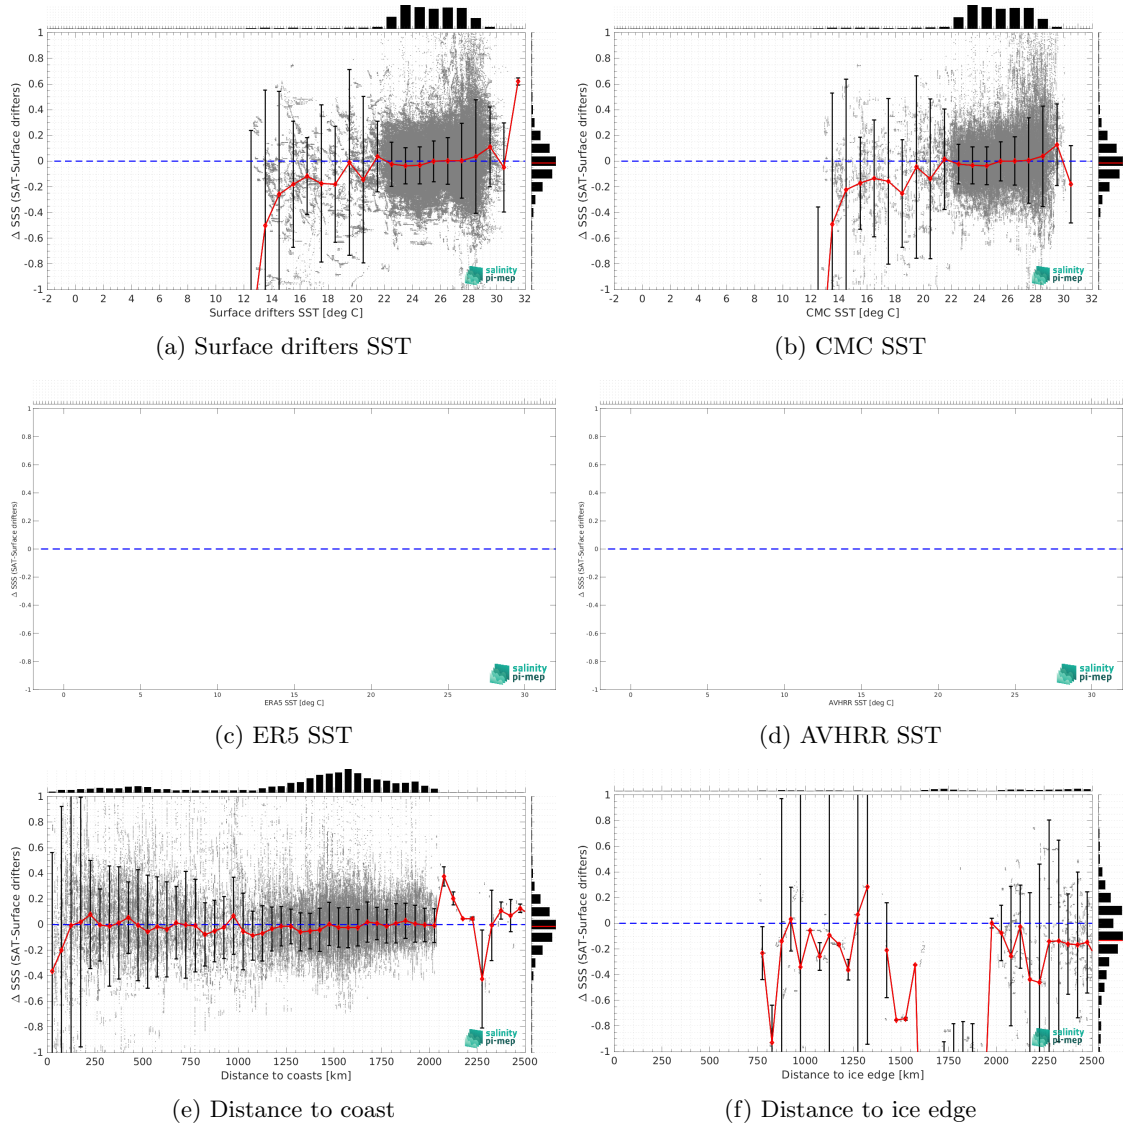 1
0.8
0.6
0.4
0.2
0
-0.2
-0.4
-0.6
-0.8
-1
Δ SSS (SAT-Surface drifters)
-2 0 2 4 6 8 10 12 14 16 18 20 22 24 26 28 30 32
Surface drifters SST [deg C]
salinity
pi-mep
(a) Surface drifters SST
1
0.8
0.6
0.4
0.2
0
-0.2
-0.4
-0.6
-0.8
-1
Δ SSS (SAT-Surface drifters)
-2 0 2 4 6 8 10 12 14 16 18 20 22 24 26 28 30 32
CMC SST [deg C]
salinity
pi-mep
(b) CMC SST
1
0.8
0.6
0.4
0.2
0
-0.2
-0.4
-0.6
-0.8
-1
Δ SSS (SAT-Surface drifters)
0 5 10 15 20 25 30
ERA5 SST [deg C]
salinity
pi-mep
(c) ER5 SST
1
0.8
0.6
0.4
0.2
0
-0.2
-0.4
-0.6
-0.8
-1
Δ SSS (SAT-Surface drifters)
0 5 10 15 20 25 30
AVHRR SST [deg C]
salinity
pi-mep
(d) AVHRR SST
1
0.8
0.6
0.4
0.2
0
-0.2
-0.4
-0.6
-0.8
-1
Δ SSS (SAT-Surface drifters)
0 250 500 750 1000 1250 1500 1750 2000 2250 2500
Distance to coasts [km]
salinity
pi-mep
(e) Distance to coast
1
0.8
0.6
0.4
0.2
0
-0.2
-0.4
-0.6
-0.8
-1
Δ SSS (SAT-Surface drifters)
0 250 500 750 1000 1250 1500 1750 2000 2250 2500
Distance to ice edge [km]
salinity
pi-mep
(f) Distance to ice edge